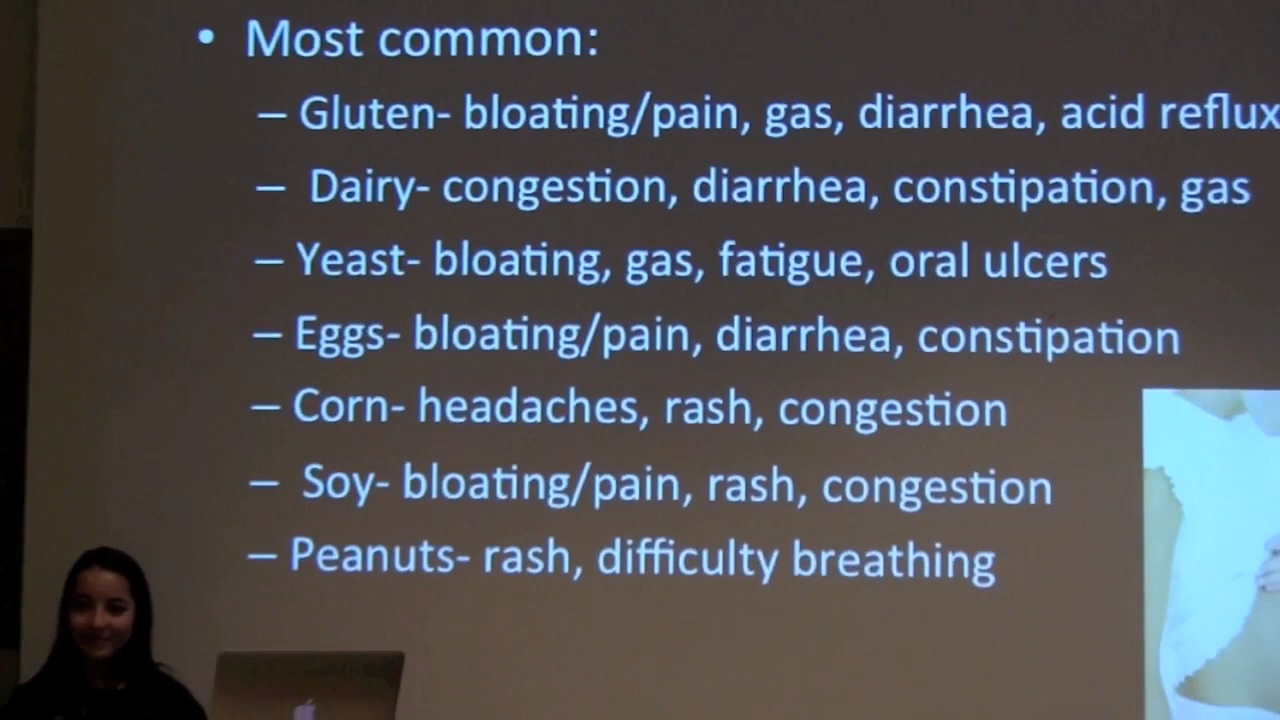 • Most common:
– Gluten- bloating/pain, gas, diarrhea, acid reflux
– Dairy- congestion, diarrhea, constipation, gas
– Yeast- bloating, gas, fatigue, oral ulcers
– Eggs- bloating/pain, diarrhea, constipation
– Corn- headaches, rash, congestion
– Soy- bloating/pain, rash, congestion
– Peanuts- rash, difficulty breathing